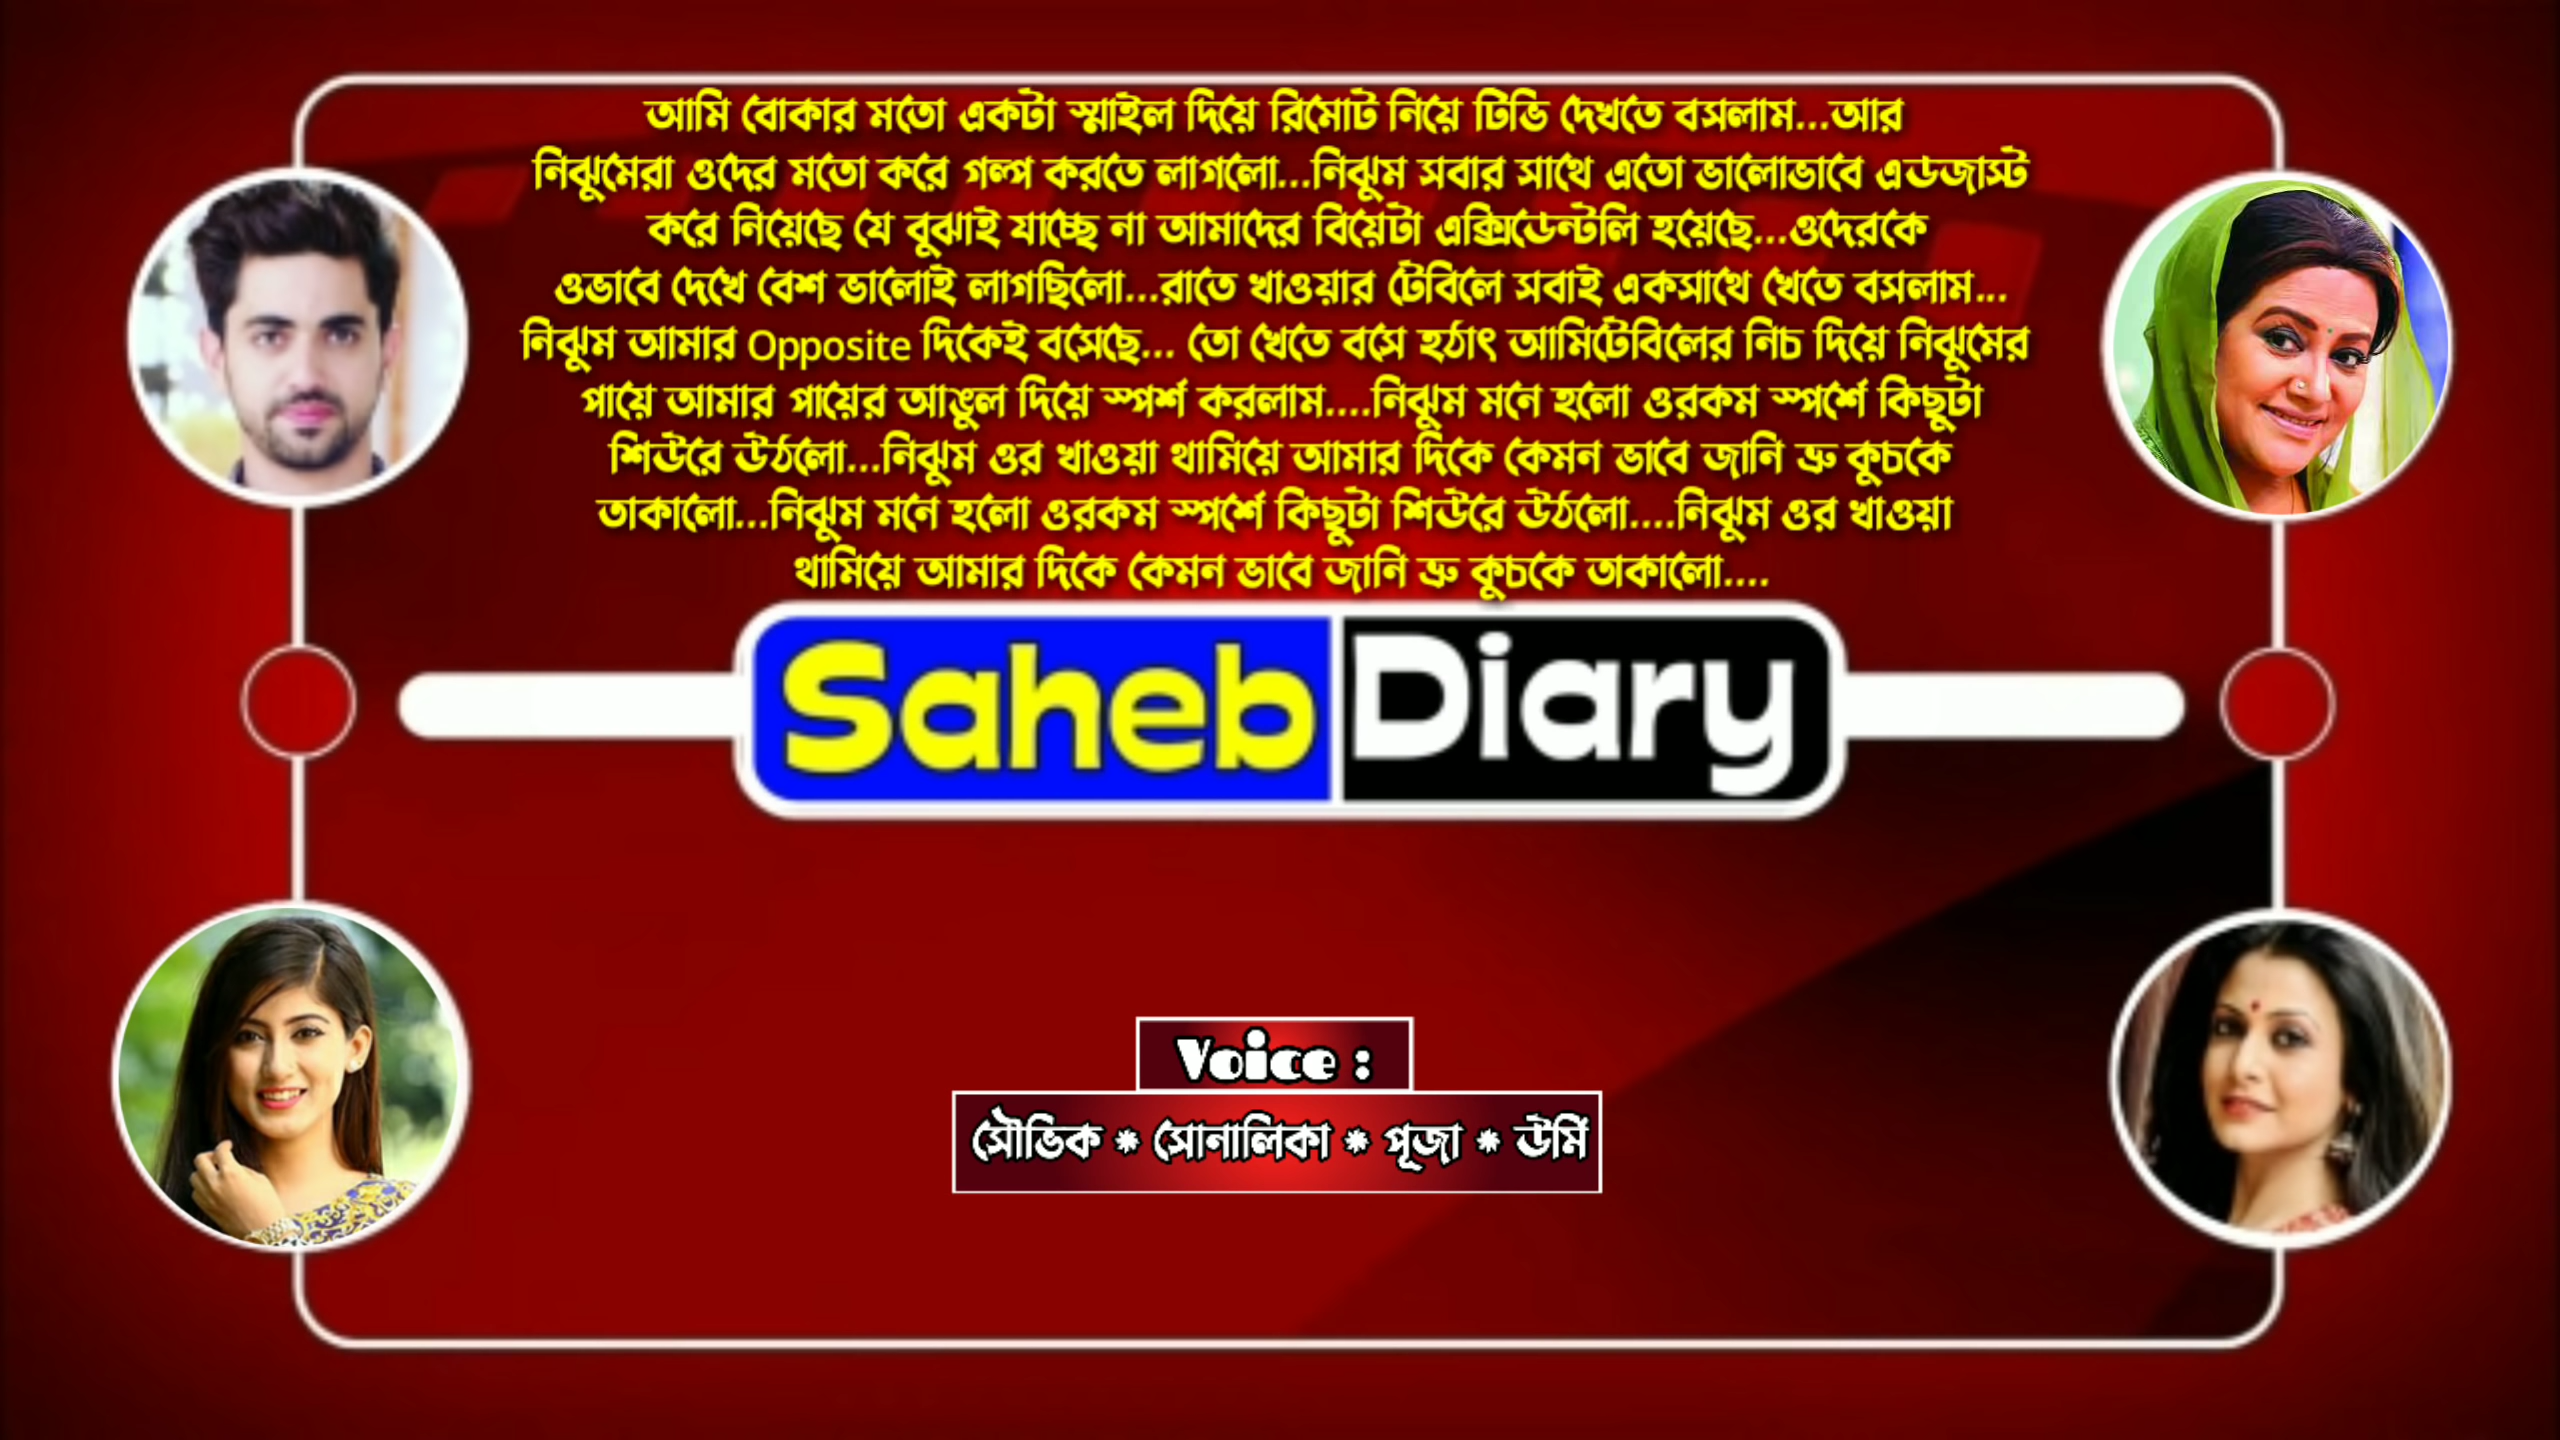 আমি বোকার মতো একটা স্মাইল দিয়ে রিমোট নিয়ে টিভি দেখতে বসলাম...আর
নিঝুমেরা ওদের মতো করে গল্প করতে লাগলো...নিঝুম সবার সাথে এতো ভালোভাবে এডজাস্ট
করে নিয়েছে যে বুঝাই যাচ্ছে না আমাদের বিয়েটা এক্সিডেন্টলি হয়েছে...ওদেরকে
ওভাবে দেখে বেশ ভালোই লাগছিলো...রাতে খাওয়ার টেবিলে সবাই একসাথে খেতে বসলাম...
নিঝুম আমার Opposite দিকেই বসেছে... তো খেতে বসে হঠাৎ আমিটেবিলের নিচ দিয়ে নিঝুমের
পায়ে আমার পায়ের আঙুল দিয়ে স্পর্শ করলাম....নিঝুম মনে হলো ওরকম স্পর্শে কিছুটা
শিউরে উঠলো...নিঝুম ওর খাওয়া থামিয়ে আমার দিকে কেমন ভাবে জানি ভ্রু কুচকে
তাকালো...নিঝুম মনে হলো ওরকম স্পর্শে কিছুটা শিউরে উঠলো....নিঝুম ওর খাওয়া
থামিয়ে আমার দিকে কেমন ভাবে জানি ভ্রু কুচকে তাকালো....
Saheb Diary
Voice :
সৌভিক * সোনালিকা * পূজা * উর্মি